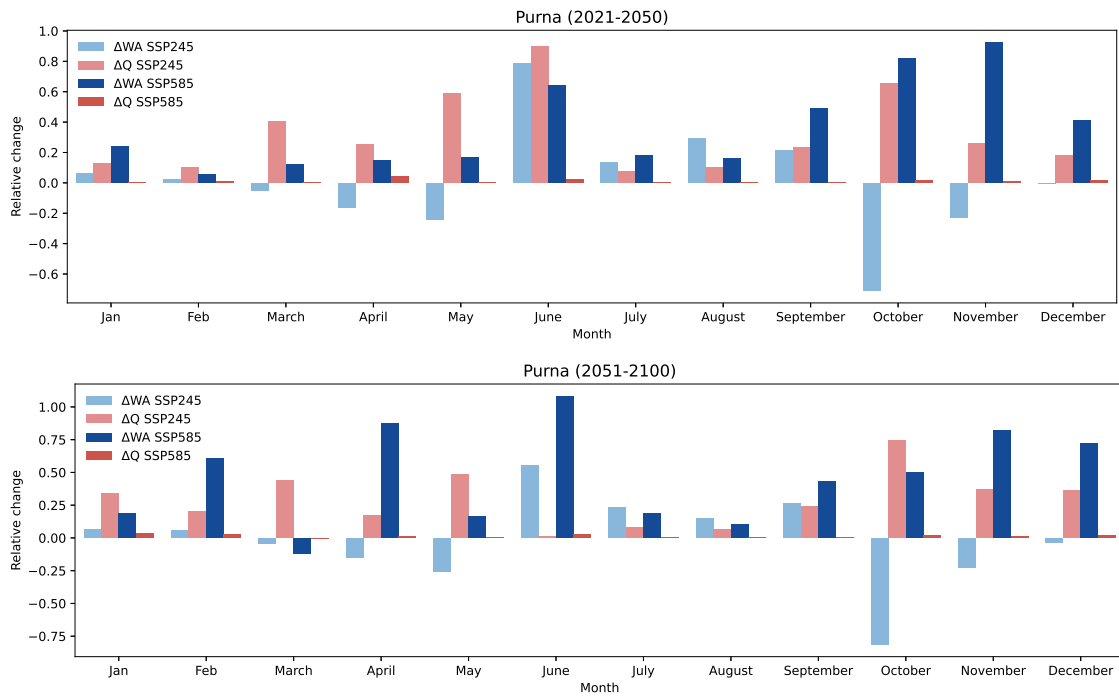 Purna (2021-2050)
ΔWA SSP245
ΔQ SSP245
ΔWA SSP585
ΔQ SSP585
Relative change
1.0
0.8
0.6
0.4
0.2
0.0
−0.2
−0.4
−0.6
Jan Feb March April May June July August September October November December
Month
Purna (2051-2100)
ΔWA SSP245
ΔQ SSP245
ΔWA SSP585
ΔQ SSP585
Relative change
1.00
0.75
0.50
0.25
0.00
−0.25
−0.50
−0.75
Jan Feb March April May June July August September October November December
Month